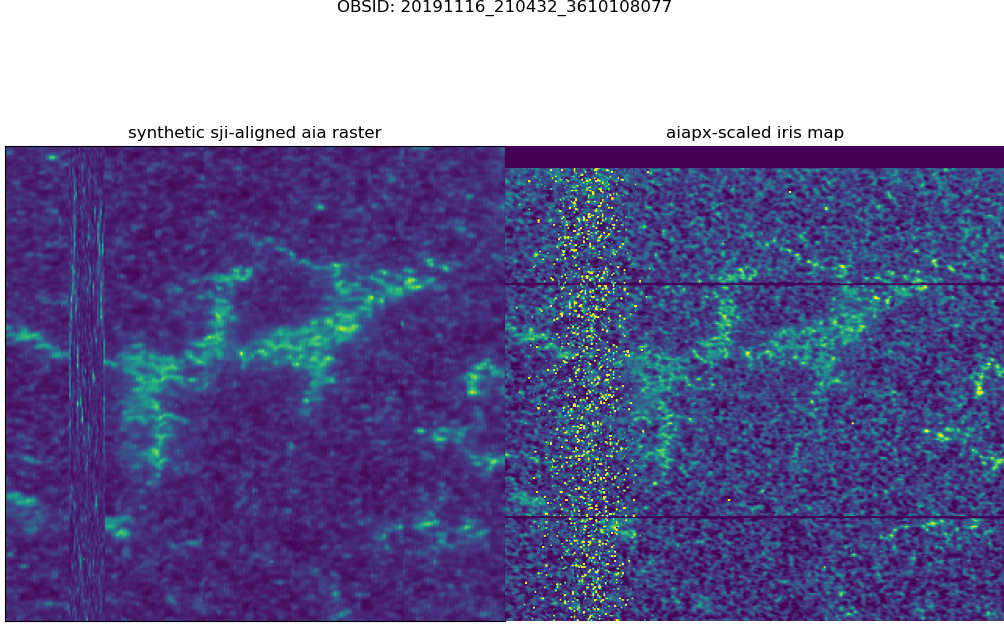 OBSID: 20191116_210432_3610108077
synthetic sji-aligned aia raster
aiapx-scaled iris map